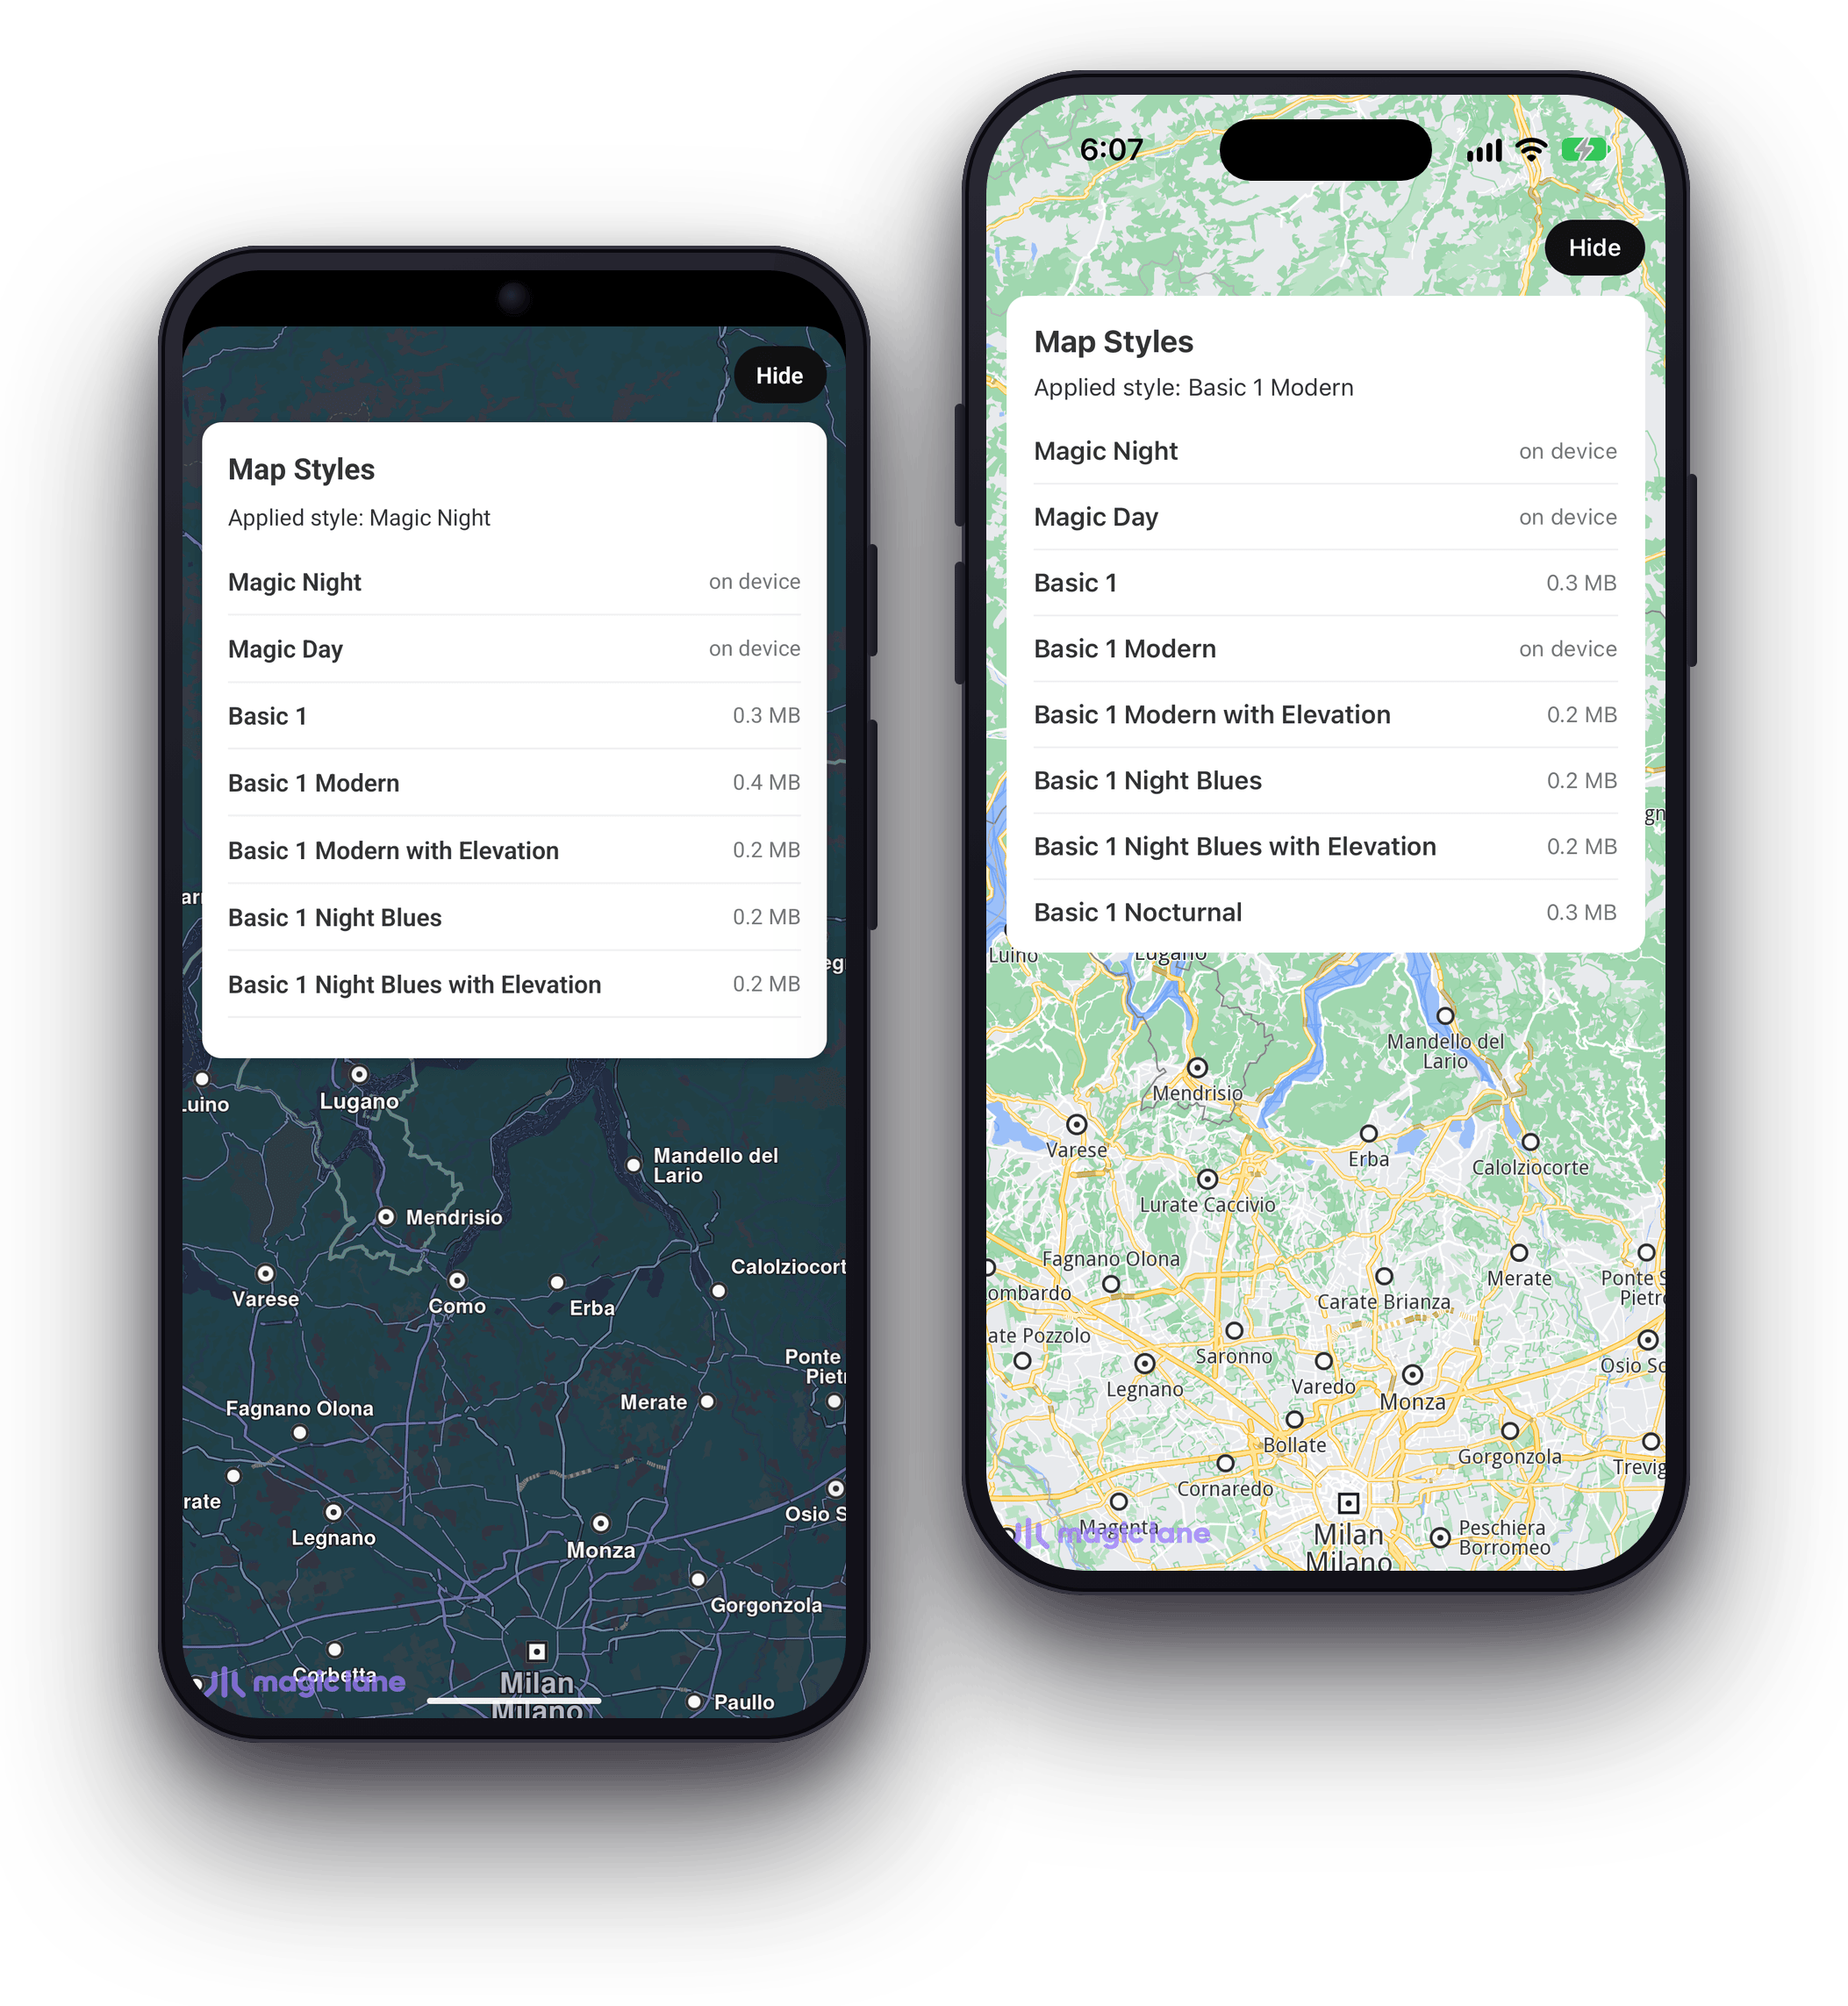 Hide
Map Styles
Applied style: Magic Night
Magic Night on device
Magic Day on device
Basic 1 0.3 MB
Basic 1 Modern 0.4 MB
Basic 1 Modern with Elevation 0.2 MB
Basic 1 Night Blues 0.2 MB
Basic 1 Night Blues with Elevation 0.2 MB
Lugano
Mandello del
Lario
Mendrisio
Varese
Como
Erba
Ponte
Merate
Fagnano Olona
Legnano
Monza
Gorgonzola
Corbetta
magic lane
Milan
Milano
Paullo
6:07
Hide
Map Styles
Applied style: Basic 1 Modern
Magic Night on device
Magic Day on device
Basic 1 0.3 MB
Basic 1 Modern on device
Basic 1 Modern with Elevation 0.2 MB
Basic 1 Night Blues 0.2 MB
Basic 1 Night Blues with Elevation 0.2 MB
Basic 1 Nocturnal 0.3 MB
Luino
Lugano
Mandello del
Lario
Mendrisio
Varese
Erba
Calolziocorte
Lurate Caccivio
Fagnano Olona
Merate
Ponte S
Carate Brianza
Saronno
Legnano
Varedo
Monza
Bollate
Gorgonzola
Cornaredo
Magenta
magic lane
Milan
Milano
Peschiera
Borromeo